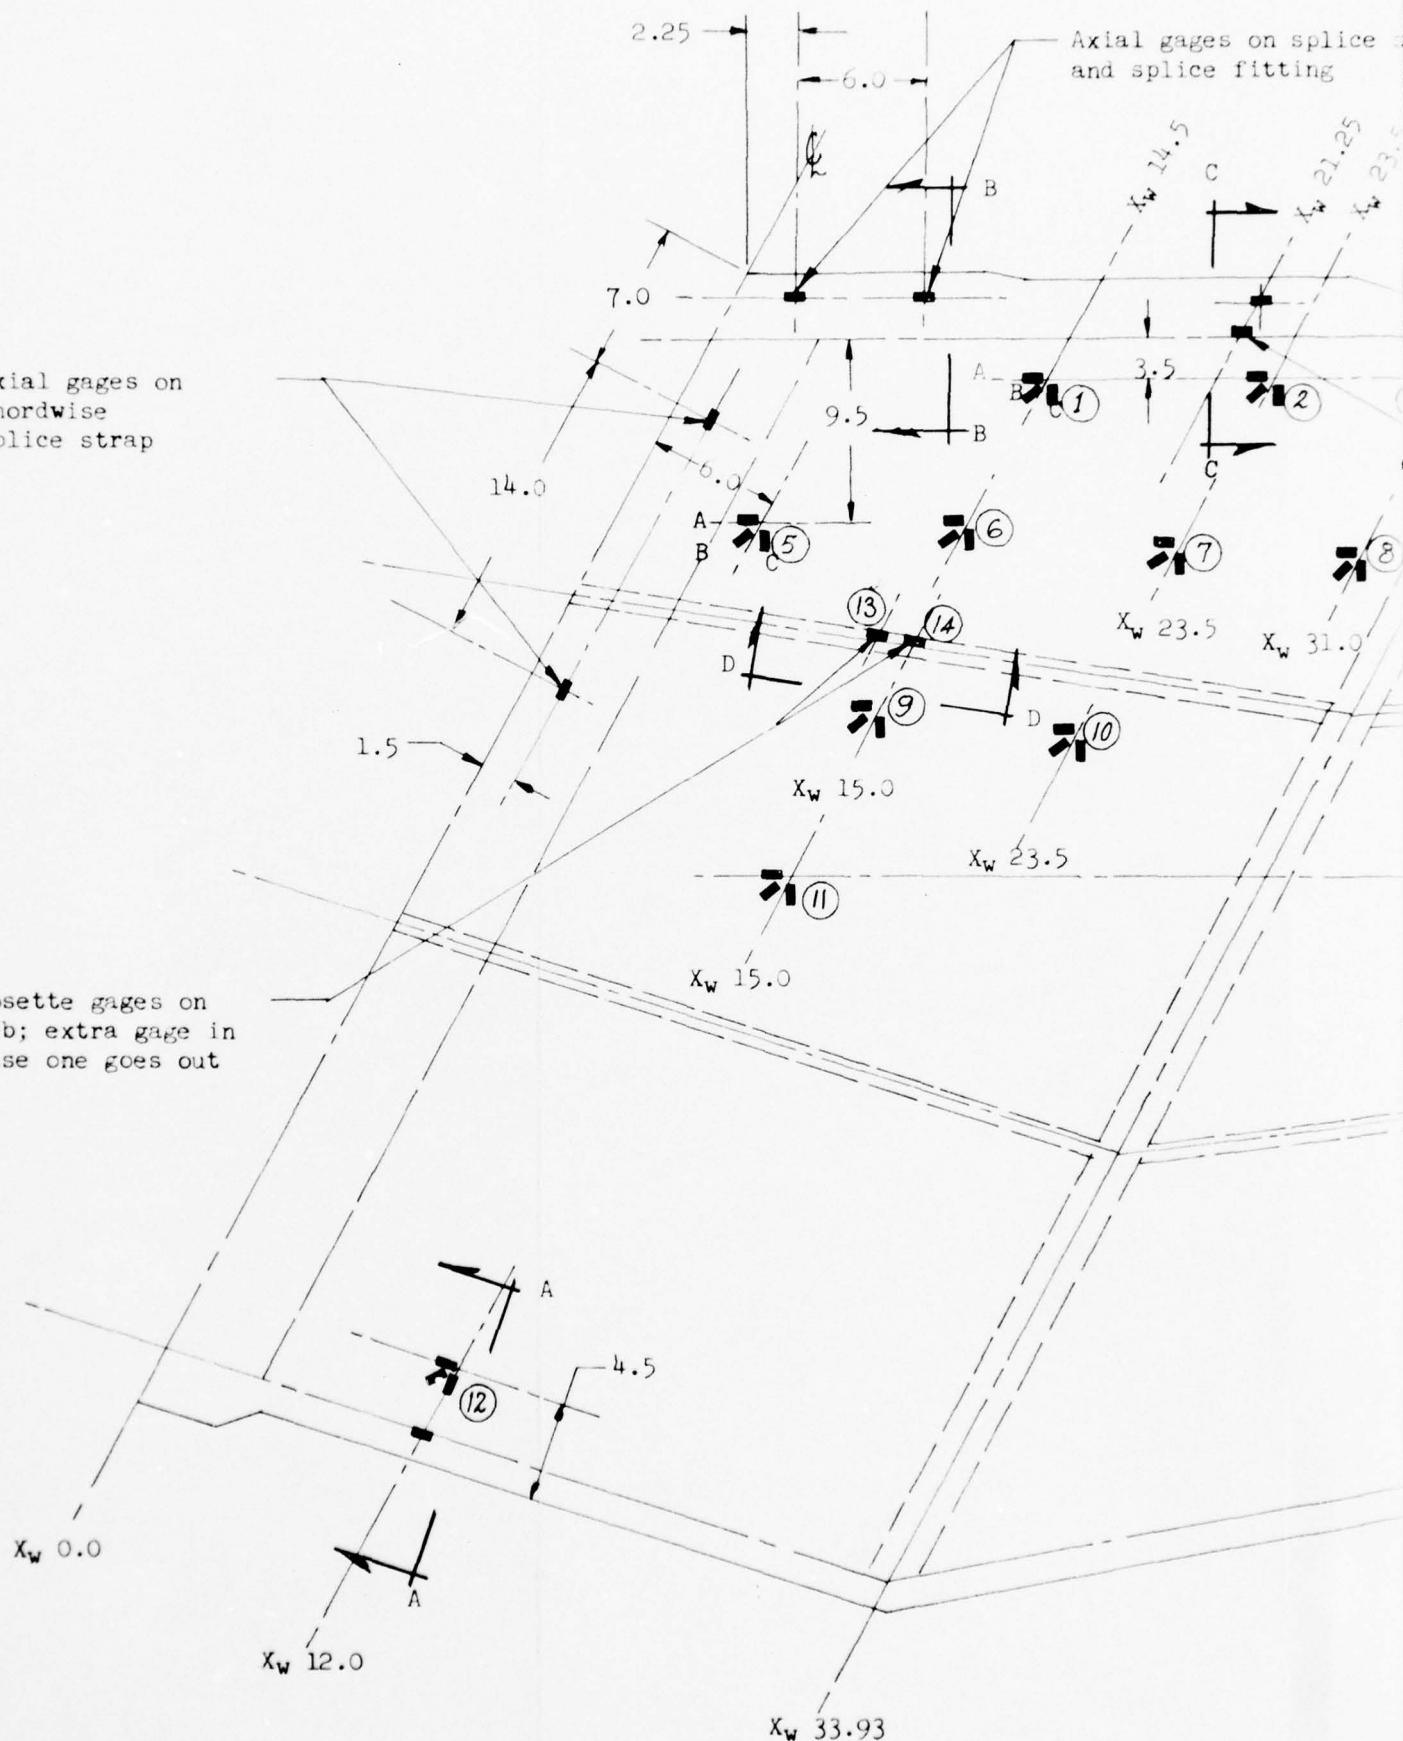 2.25
6.0
Axial gages on splice
and splice fitting
℄
B
X_w 14.5
C
X_w 21.25
X_w 23.
7.0
A
3.5
B
C
1
2
xial gages on
hordwise
plice strap
9.5
B
C
6.0
14.0
A
B
C
5
6
7
8
13
14
X_w 23.5
X_w 31.0
D
9
D
10
1.5
X_w 15.0
X_w 23.5
11
X_w 15.0
sette gages on
b; extra gage in
se one goes out
A
4.5
12
X_w 0.0
A
X_w 12.0
X_w 33.93